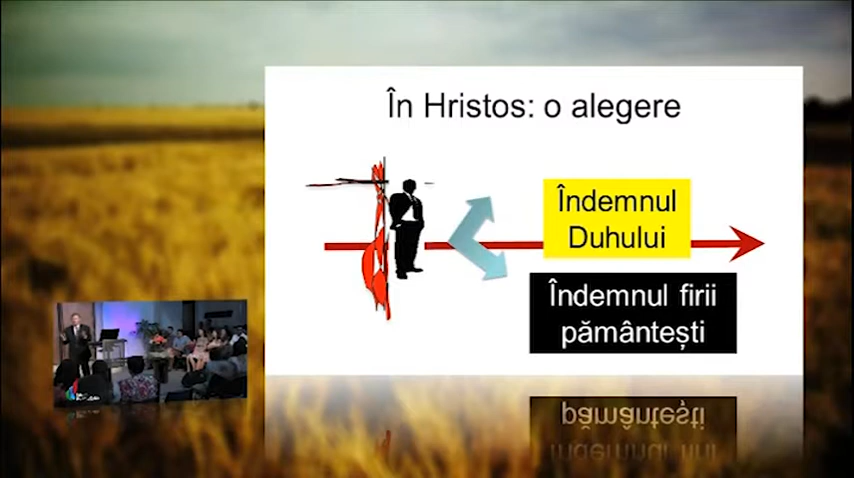 În Hristos: o alegere
Îndemnul
Duhului
Îndemnul firii
pământești